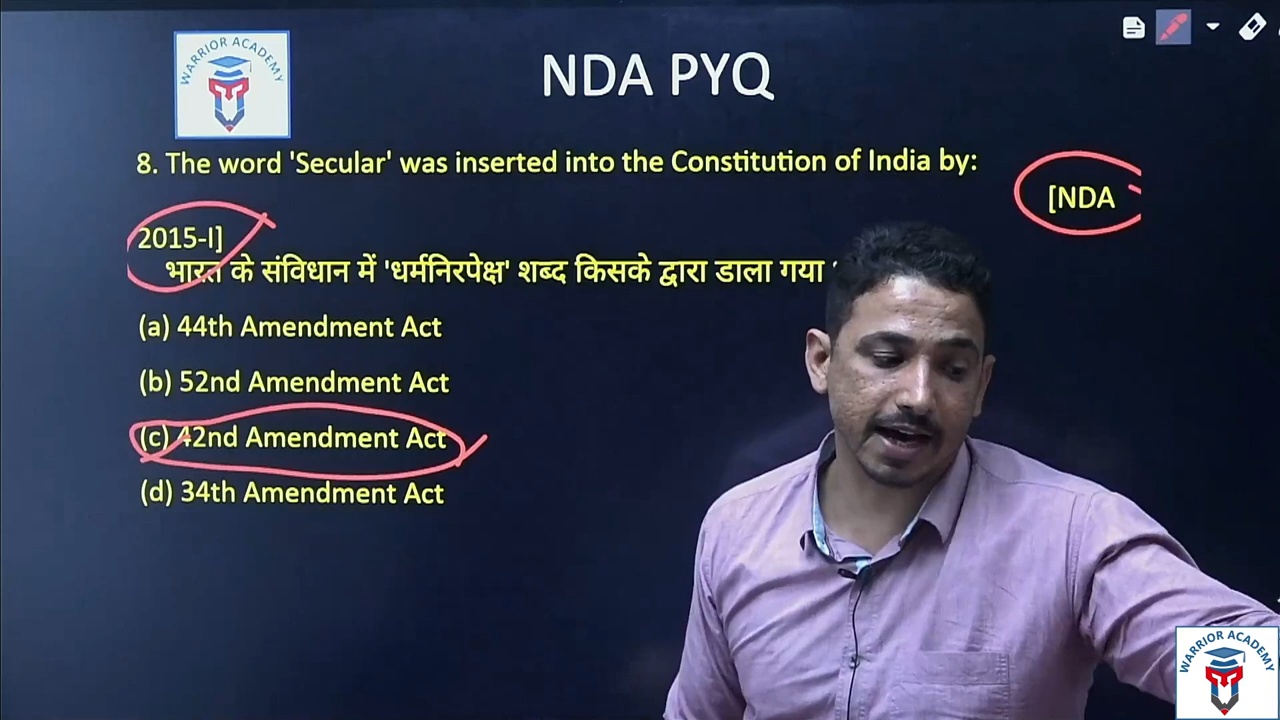 WARRIOR ACADEMY
NDA PYQ
8. The word 'Secular' was inserted into the Constitution of India by:
[NDA
2015-I]
भारत के संविधान में 'धर्मनिरपेक्ष' शब्द किसके द्वारा डाला गया
(a) 44th Amendment Act
(b) 52nd Amendment Act
(c) 42nd Amendment Act
(d) 34th Amendment Act
WARRIOR ACADEMY